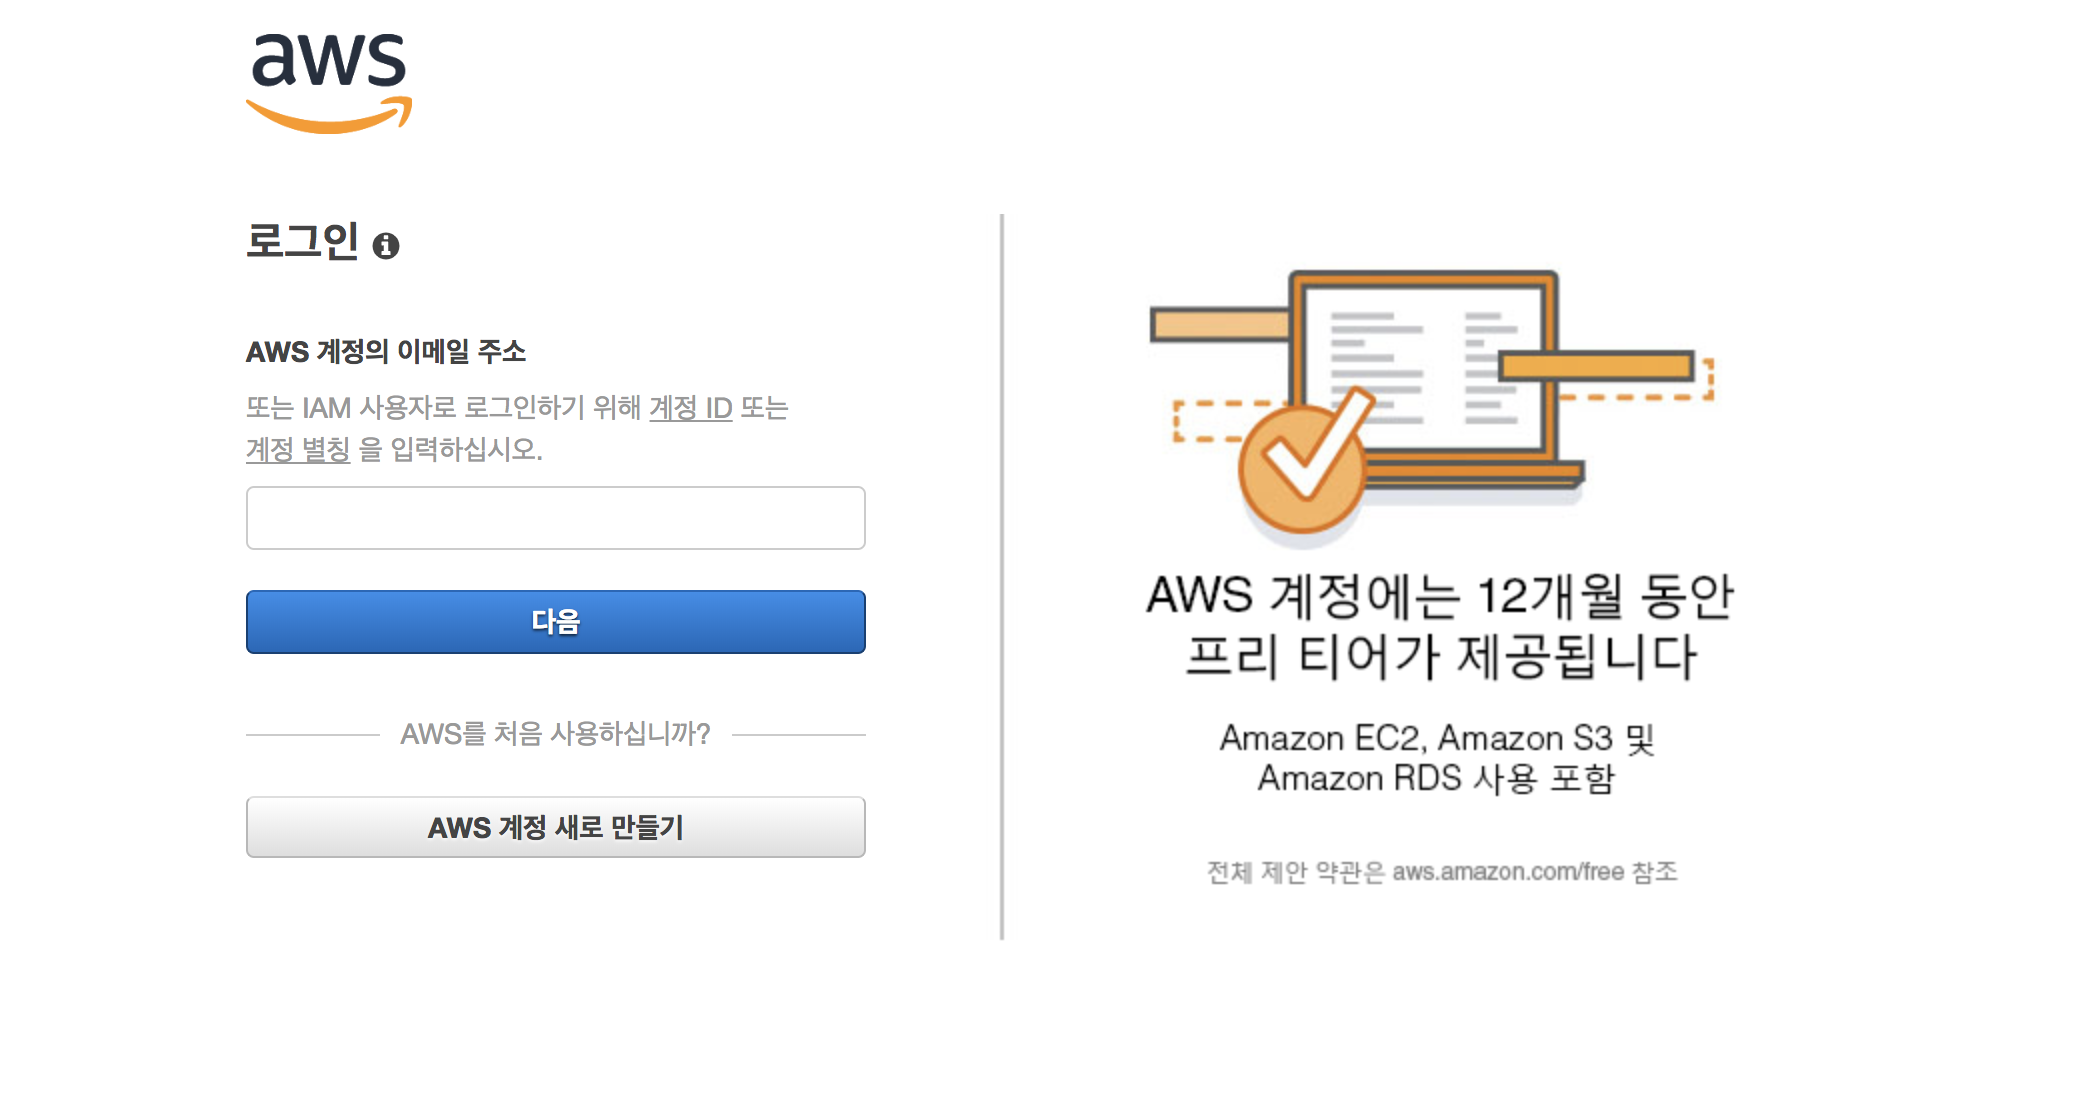 aws
로그인
AWS 계정의 이메일 주소
또는 IAM 사용자로 로그인하기 위해 계정 ID 또는
계정 별칭 을 입력하십시오.
다음
AWS를 처음 사용하십니까?
AWS 계정 새로 만들기
AWS 계정에는 12개월 동안
프리 티어가 제공됩니다
Amazon EC2, Amazon S3 및
Amazon RDS 사용 포함
전체 제안 약관은 aws.amazon.com/free 참조